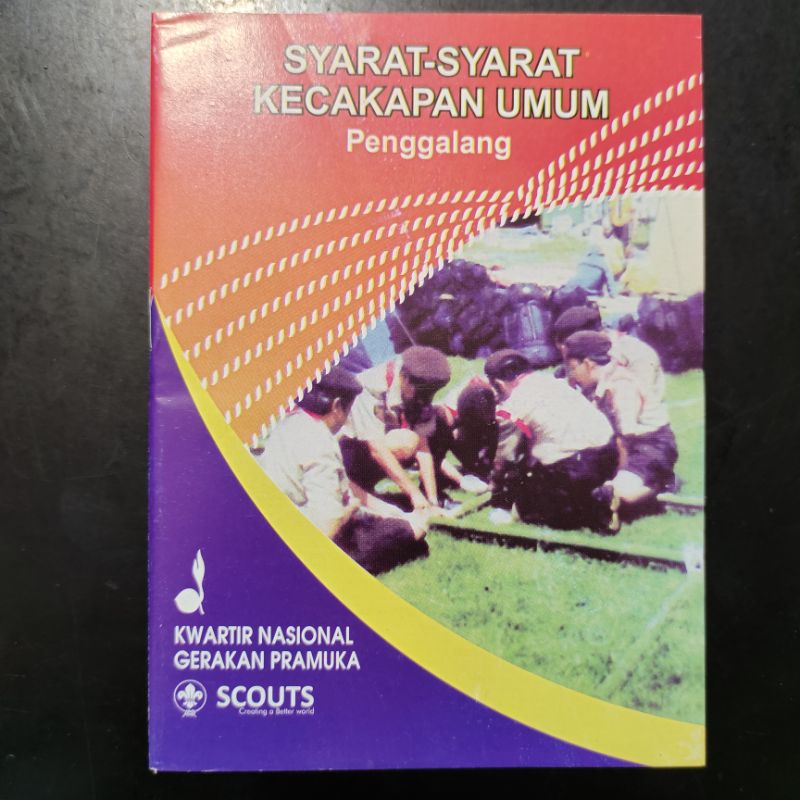 SYARAT-SYARAT
KECAKAPAN UMUM
Penggalang
KWARTIR NASIONAL
GERAKAN PRAMUKA
SCOUTS
Creating a Better world